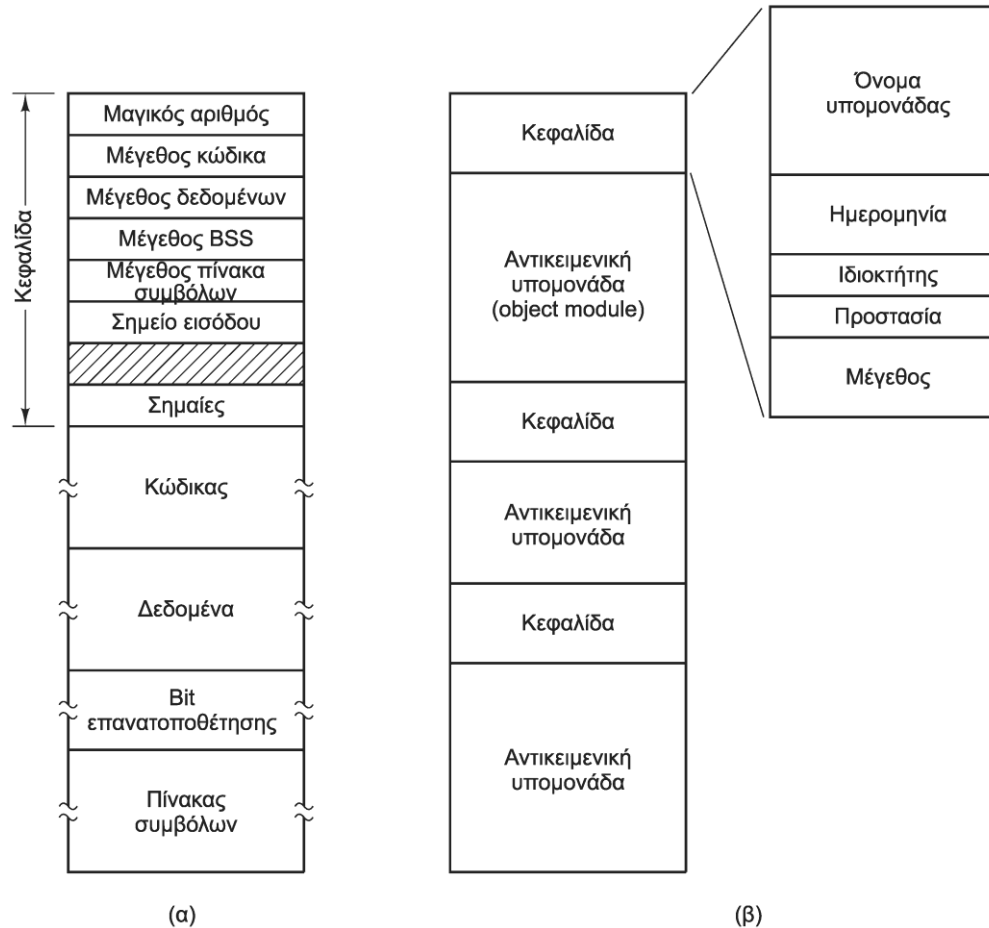 Κεφαλίδα
Μαγικός αριθμός
Μέγεθος κώδικα
Μέγεθος δεδομένων
Μέγεθος BSS
Μέγεθος πίνακα
συμβόλων
Σημείο εισόδου
Σημαίες
Κώδικας
Δεδομένα
Bit
επανατοποθέτησης
Πίνακας
συμβόλων
(α)
Κεφαλίδα
Αντικειμενική
υπομονάδα
(object module)
Κεφαλίδα
Αντικειμενική
υπομονάδα
Κεφαλίδα
Αντικειμενική
υπομονάδα
Όνομα
υπομονάδας
Ημερομηνία
Ιδιοκτήτης
Προστασία
Μέγεθος
(β)